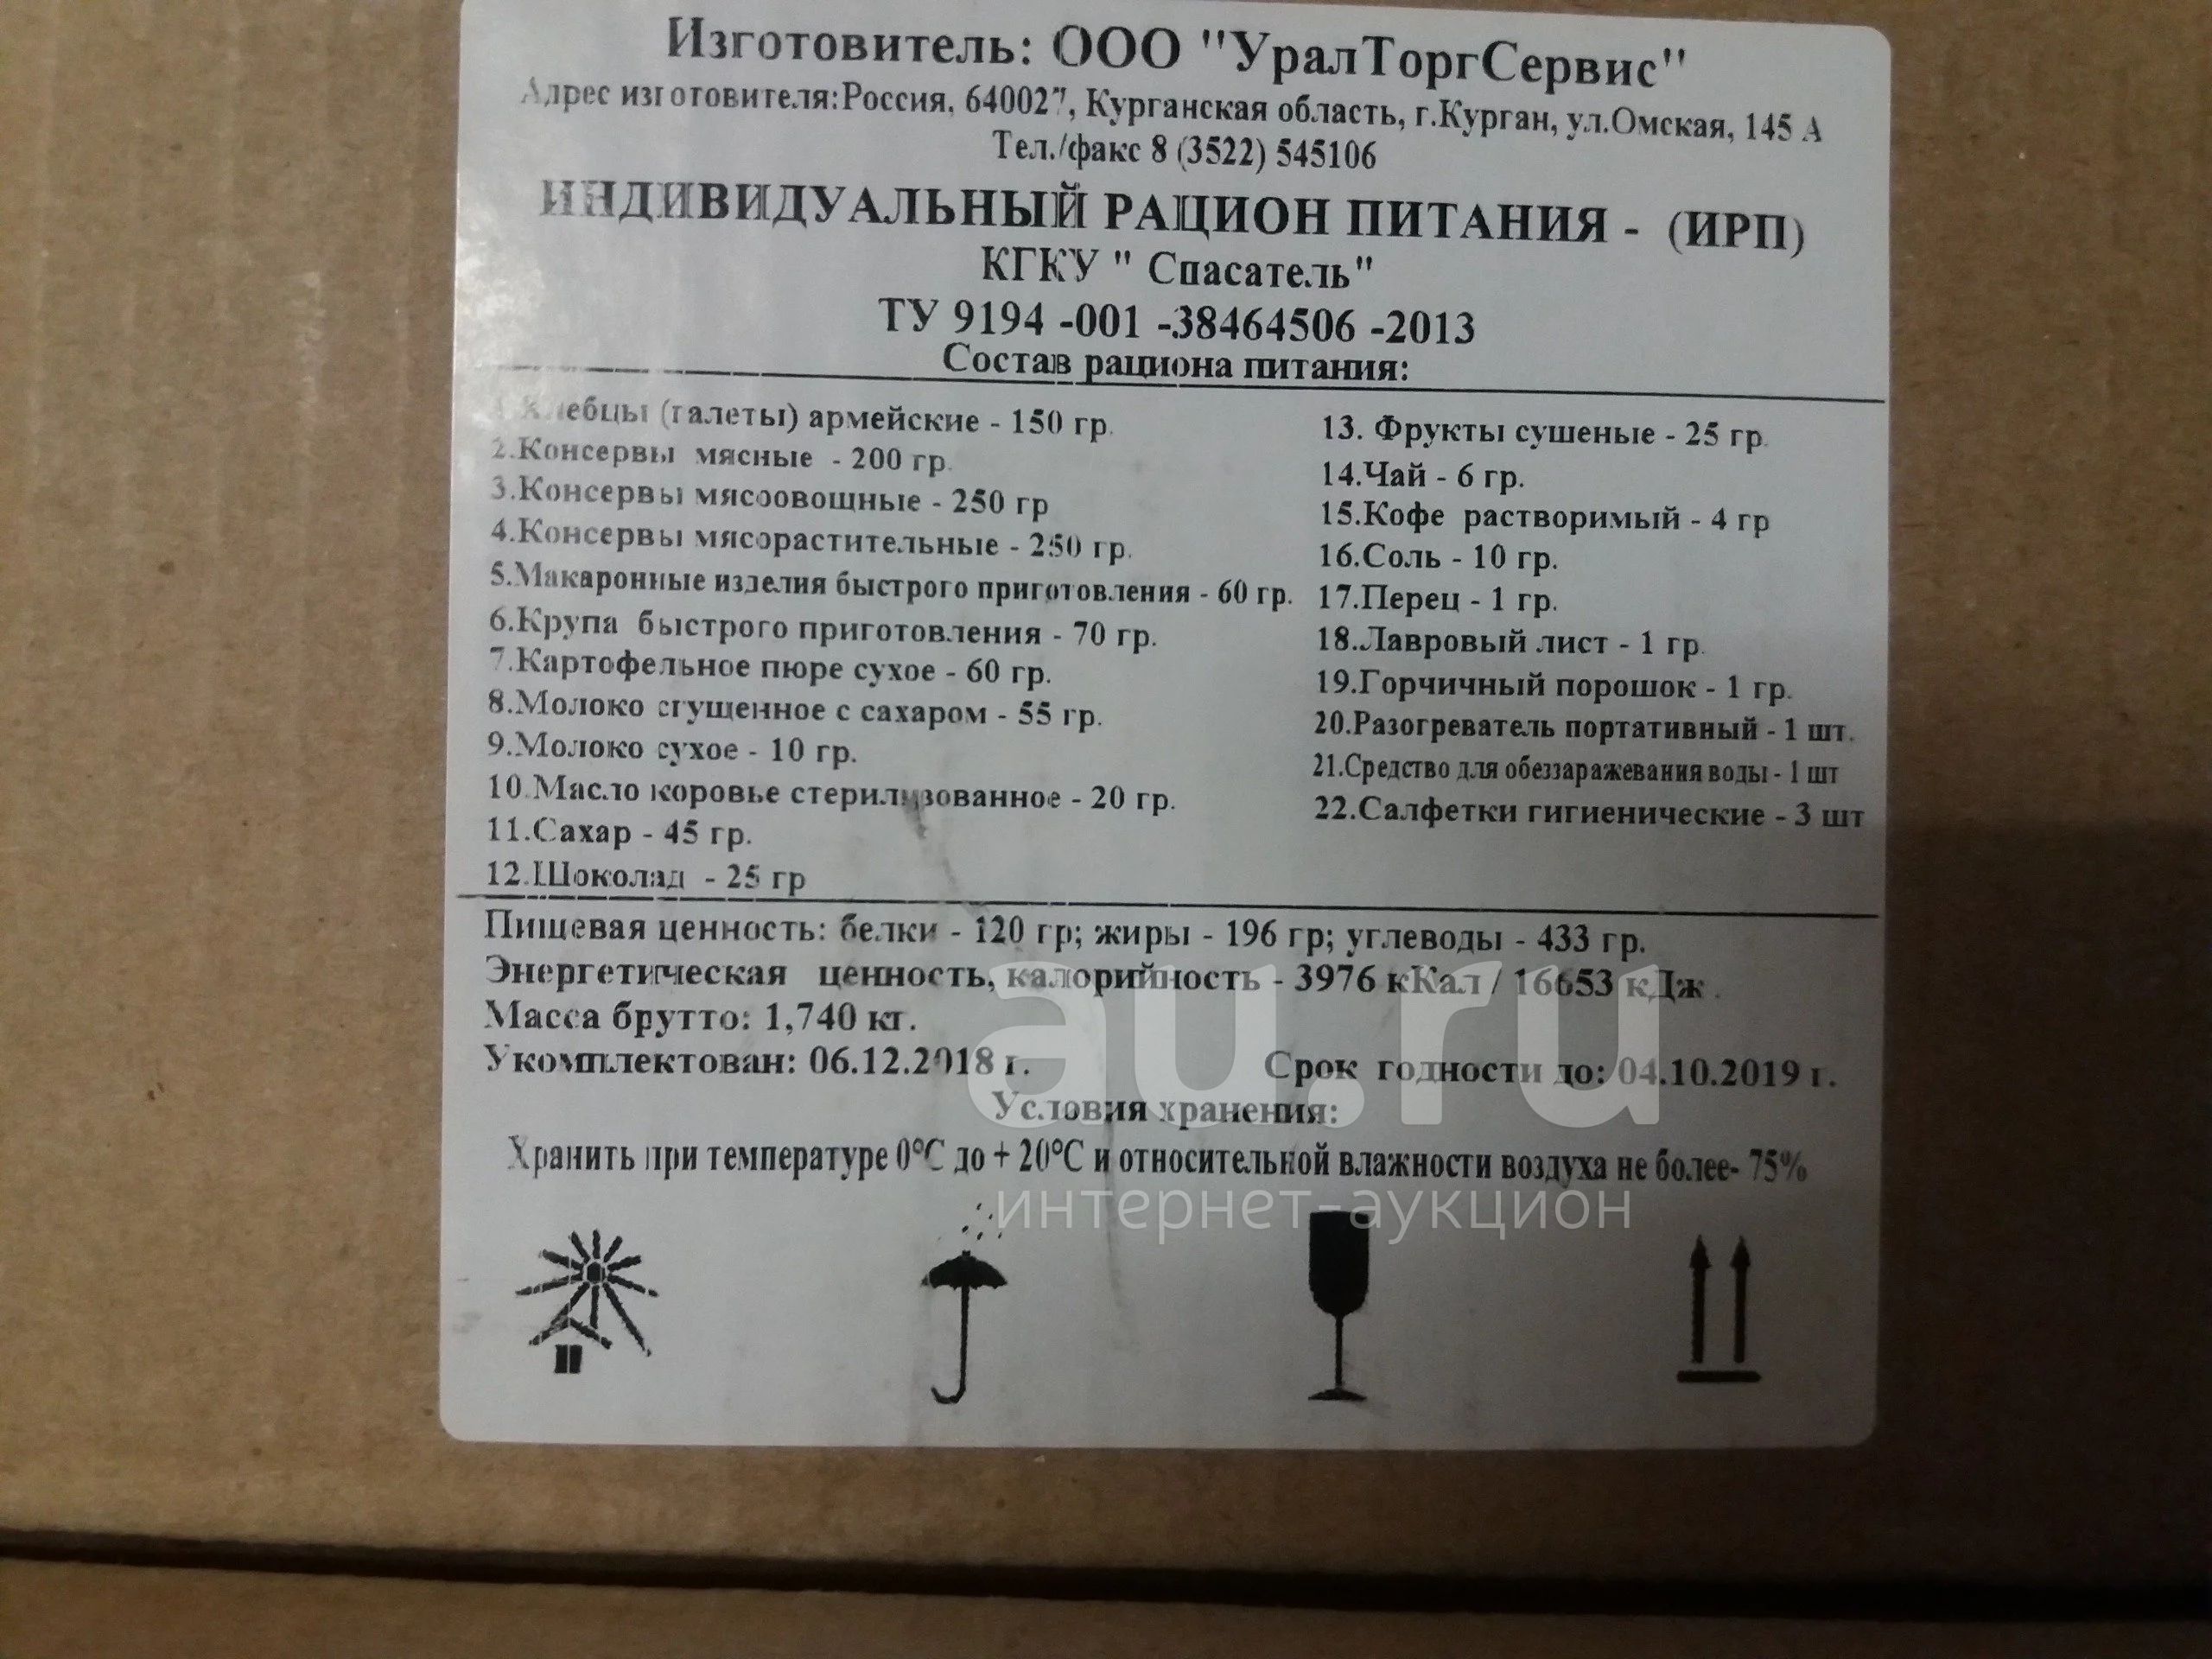 Изготовитель: ООО "УралТоргСервис"
Адрес изготовителя:Россия, 640027, Курганская область, г.Курган, ул.Омская, 145 А
Тел./факс 8 (3522) 545106
ИНДИВИДУАЛЬНЫЙ РАЦИОН ПИТАНИЯ - (ИРП)
КГКУ " Спасатель"
ТУ 9194 -001 -38464506 -2013
Состав рациона питания:
1.Хлебцы (галеты) армейские - 150 гр.
2.Консервы мясные - 200 гр.
3.Консервы мясоовощные - 250 гр
4.Консервы мясорастительные - 250 гр.
5.Макаронные изделия быстрого приготовления - 60 гр.
6.Крупа быстрого приготовления - 70 гр.
7.Картофельное пюре сухое - 60 гр.
8.Молоко сгущенное с сахаром - 55 гр.
9.Молоко сухое - 10 гр.
10.Масло коровье стерилизованное - 20 гр.
11.Сахар - 45 гр.
12.Шоколад - 25 гр
13. Фрукты сушеные - 25 гр.
14.Чай - 6 гр.
15.Кофе растворимый - 4 гр
16.Соль - 10 гр.
17.Перец - 1 гр.
18.Лавровый лист - 1 гр.
19.Горчичный порошок - 1 гр.
20.Разогреватель портативный - 1 шт.
21.Средство для обеззаражевания воды - 1 шт
22.Салфетки гигиенические - 3 шт
Пищевая ценность: белки - 120 гр; жиры - 196 гр; углеводы - 433 гр.
Энергетическая ценность, калорийность - 3976 кКал / 16653 кДж .
Масса брутто: 1,740 кг.
Укомплектован: 06.12.2018 г. Срок годности до: 04.10.2019 г.
Условия хранения:
Хранить при температуре 0°С до + 20°С и относительной влажности воздуха не более- 75%
au.ru
интернет-аукцион